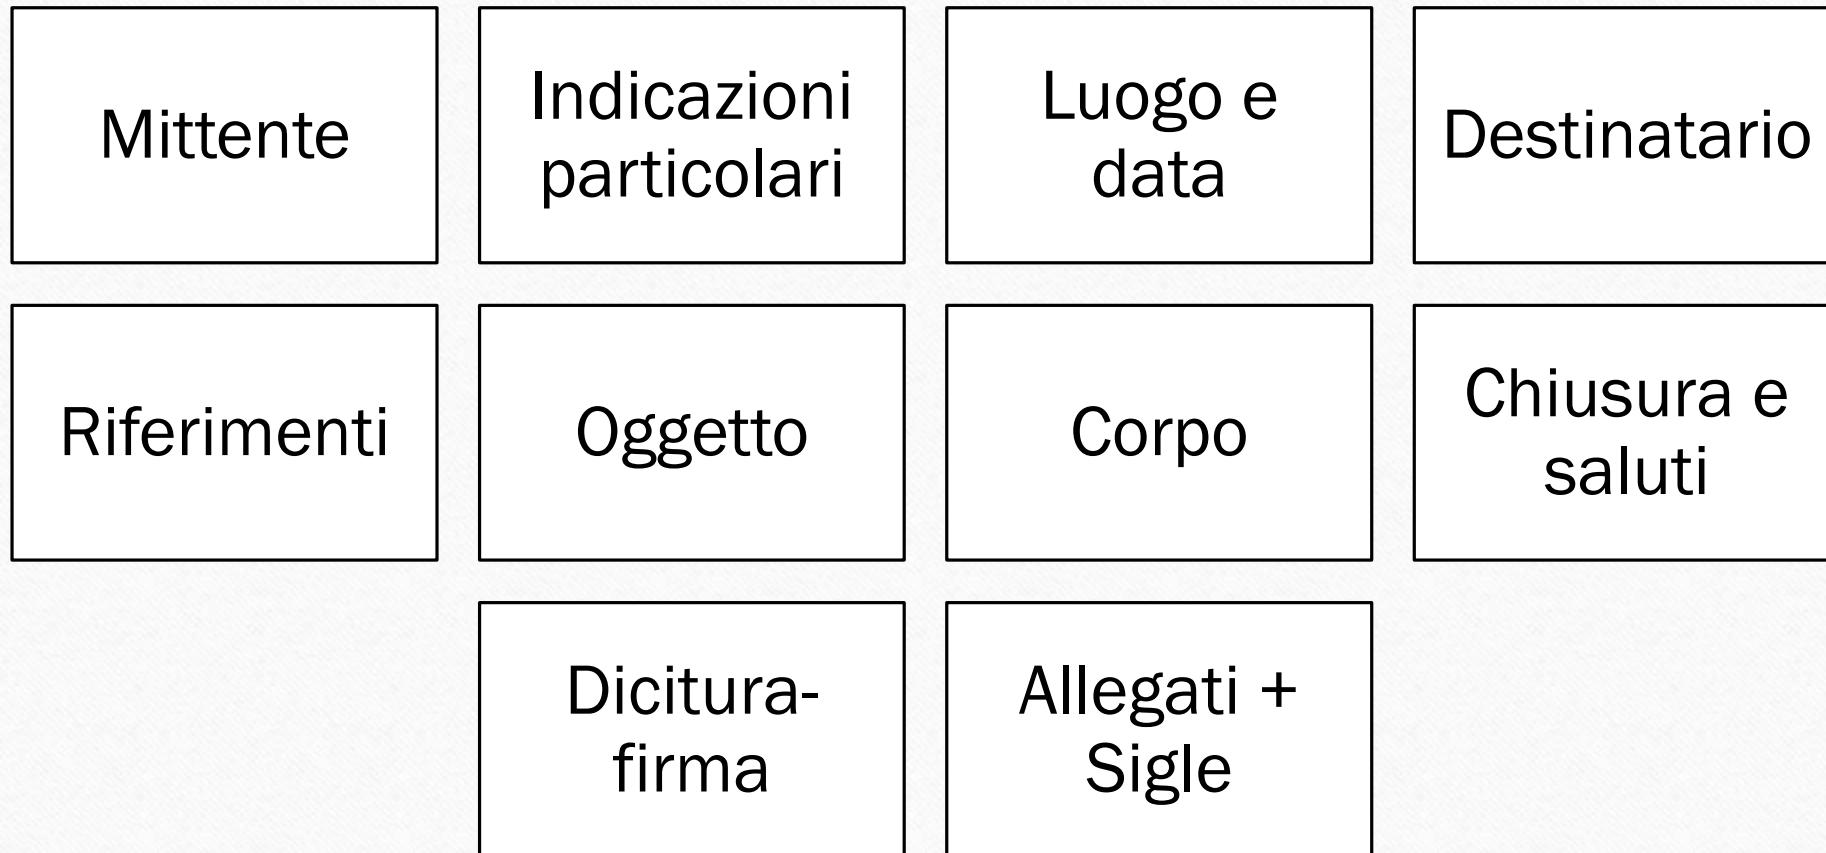 Mittente
Indicazioni
particolari
Luogo e
data
Destinatario
Riferimenti
Oggetto
Corpo
Chiusura e
saluti
Dicitura-
firma
Allegati +
Sigle